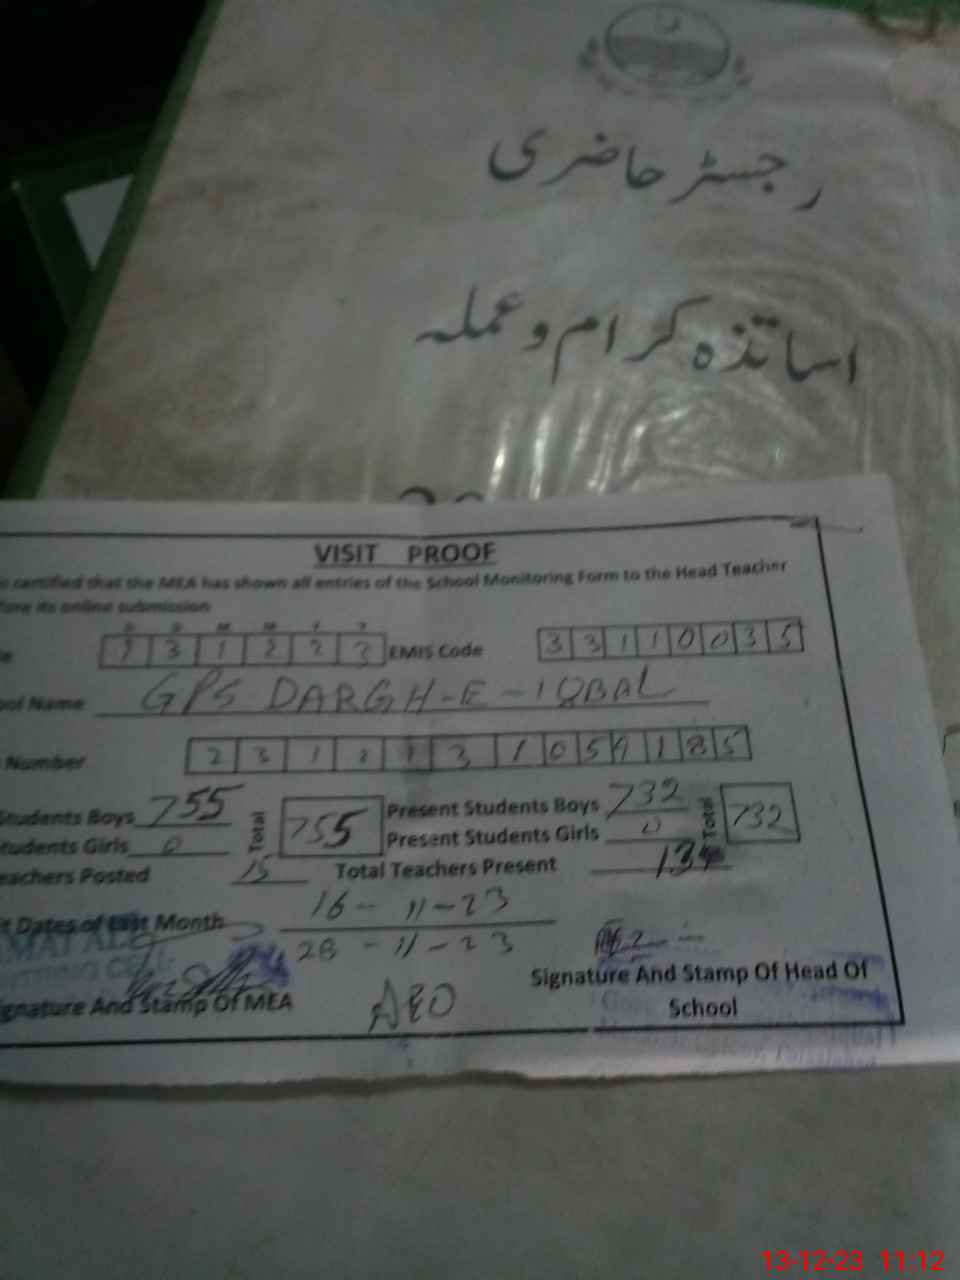 رجسٹر حاضری
اساتذہ کرام و عملہ
VISIT PROOF
certified that the MEA has shown all entries of the School Monitoring Form to the Head Teacher
its online submission
D D M M Y Y
1 3 1 2 2 3 EMIS Code 3 3 1 1 0 0 3 5
Name GPS DARGH-E-IQBAL
Number 2 3 1 2 1 3 1 0 5 9 1 8 5
Students Boys 755 Total 755 Present Students Boys 732 Total 732
Students Girls 0 Present Students Girls 0
Teachers Posted 15 Total Teachers Present 13
Dates of Last Month 16-11-23
28-11-23
Signature And Stamp Of MEA AEO Signature And Stamp Of Head Of
School
13-12-23 11:12